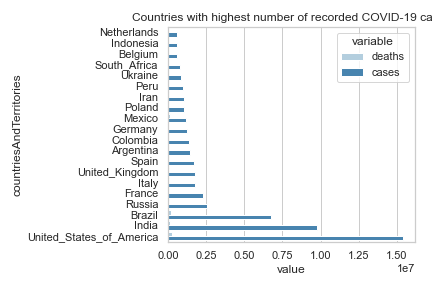 Countries with highest number of recorded COVID-19 ca
variable
deaths
cases
countriesAndTerritories
Netherlands
Indonesia
Belgium
South_Africa
Ukraine
Peru
Iran
Poland
Mexico
Germany
Colombia
Argentina
Spain
United_Kingdom
Italy
France
Russia
Brazil
India
United_States_of_America
0.00 0.25 0.50 0.75 1.00 1.25 1.50
1e7
value